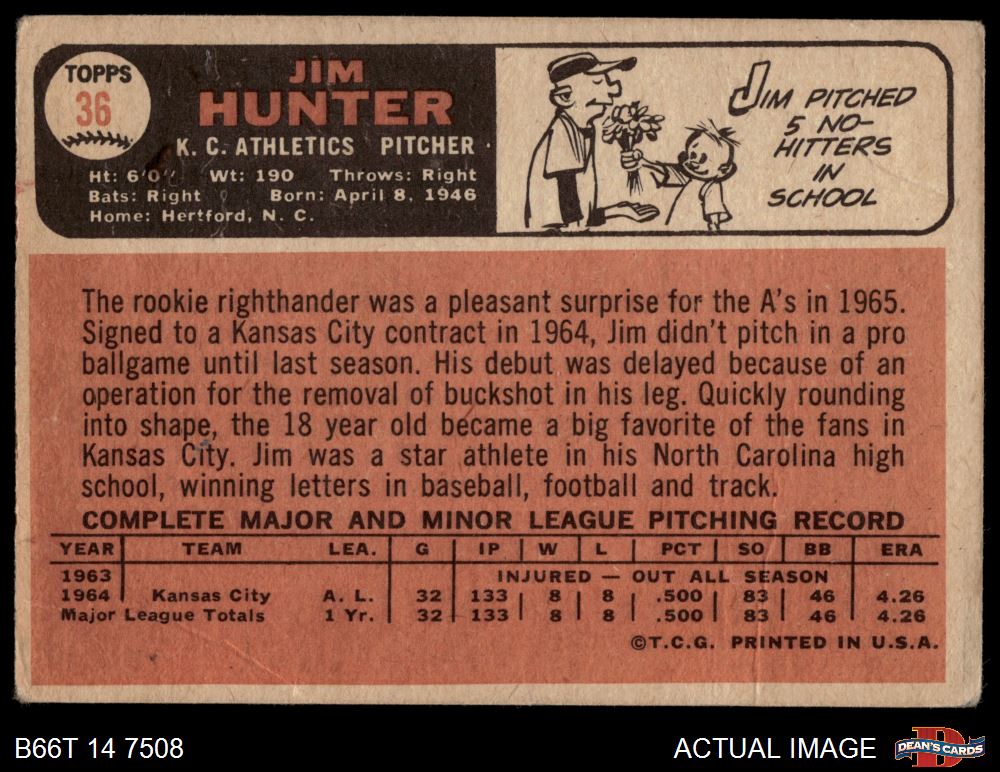 TOPPS
36
JIM
HUNTER
K. C. ATHLETICS PITCHER
Ht: 6'0" Wt: 190 Throws: Right
Bats: Right Born: April 8, 1946
Home: Hertford, N. C.
JIM PITCHED
5 NO-
HITTERS
IN
SCHOOL
The rookie righthander was a pleasant surprise for the A's in 1965.
Signed to a Kansas City contract in 1964, Jim didn't pitch in a pro
ballgame until last season. His debut was delayed because of an
operation for the removal of buckshot in his leg. Quickly rounding
into shape, the 18 year old became a big favorite of the fans in
Kansas City. Jim was a star athlete in his North Carolina high
school, winning letters in baseball, football and track.
COMPLETE MAJOR AND MINOR LEAGUE PITCHING RECORD
YEAR TEAM LEA. G IP W L PCT SO BB ERA
1963 INJURED — OUT ALL SEASON
1964 Kansas City A. L. 32 133 8 8 .500 83 46 4.26
Major League Totals 1 Yr. 32 133 8 8 .500 83 46 4.26
©T.C.G. PRINTED IN U.S.A.
B66T 14 7508
ACTUAL IMAGE
DEAN'S CARDS